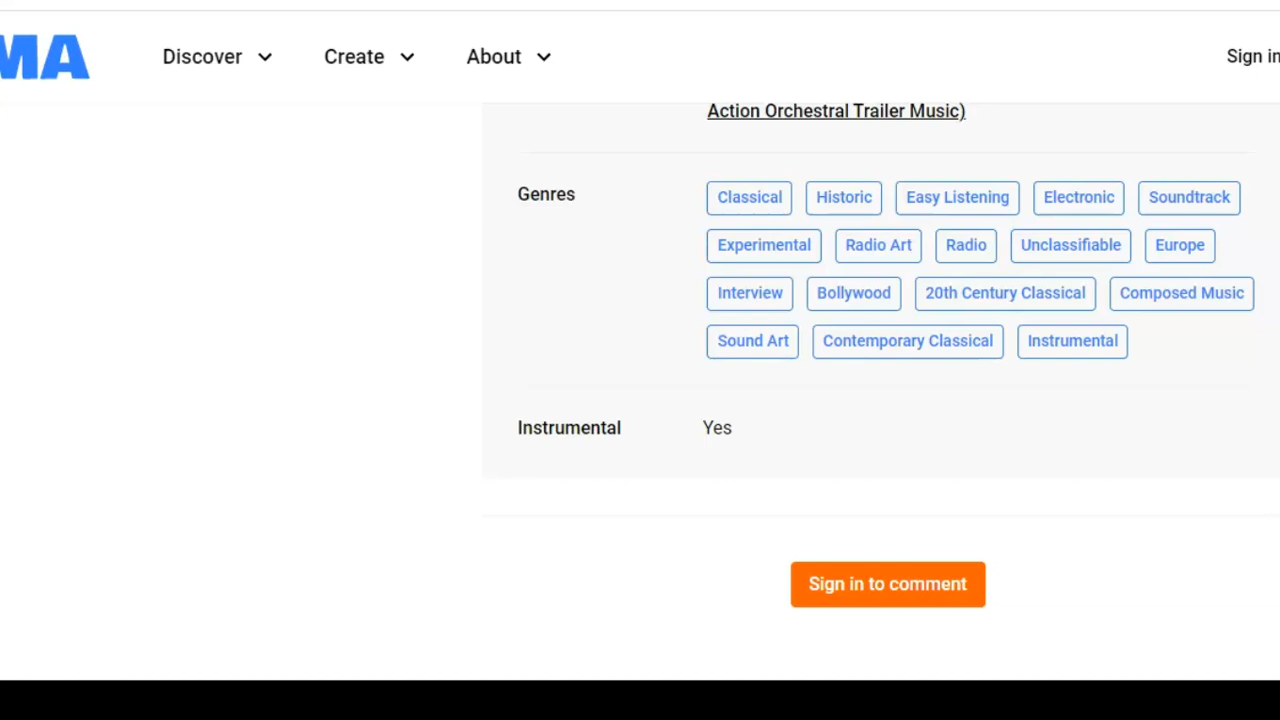 MA Discover Create About Sign in
Action Orchestral Trailer Music)
Genres Classical Historic Easy Listening Electronic Soundtrack
Experimental Radio Art Radio Unclassifiable Europe
Interview Bollywood 20th Century Classical Composed Music
Sound Art Contemporary Classical Instrumental
Instrumental Yes
Sign in to comment